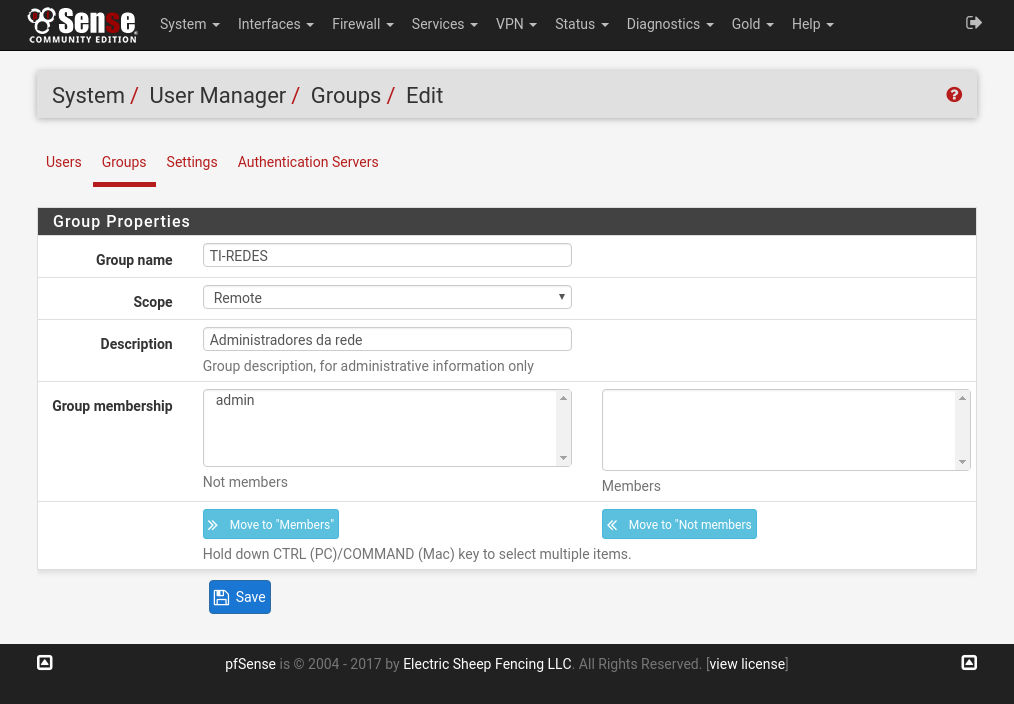 Sense
COMMUNITY EDITION
System Interfaces Firewall Services VPN Status Diagnostics Gold Help
System / User Manager / Groups / Edit
Users Groups Settings Authentication Servers
Group Properties
Group name TI-REDES
Scope Remote
Description Administradores da rede
Group description, for administrative information only
Group membership admin
Not members
Members
Move to "Members" Move to "Not members
Hold down CTRL (PC)/COMMAND (Mac) key to select multiple items.
Save
pfSense is © 2004 - 2017 by Electric Sheep Fencing LLC. All Rights Reserved. [view license]